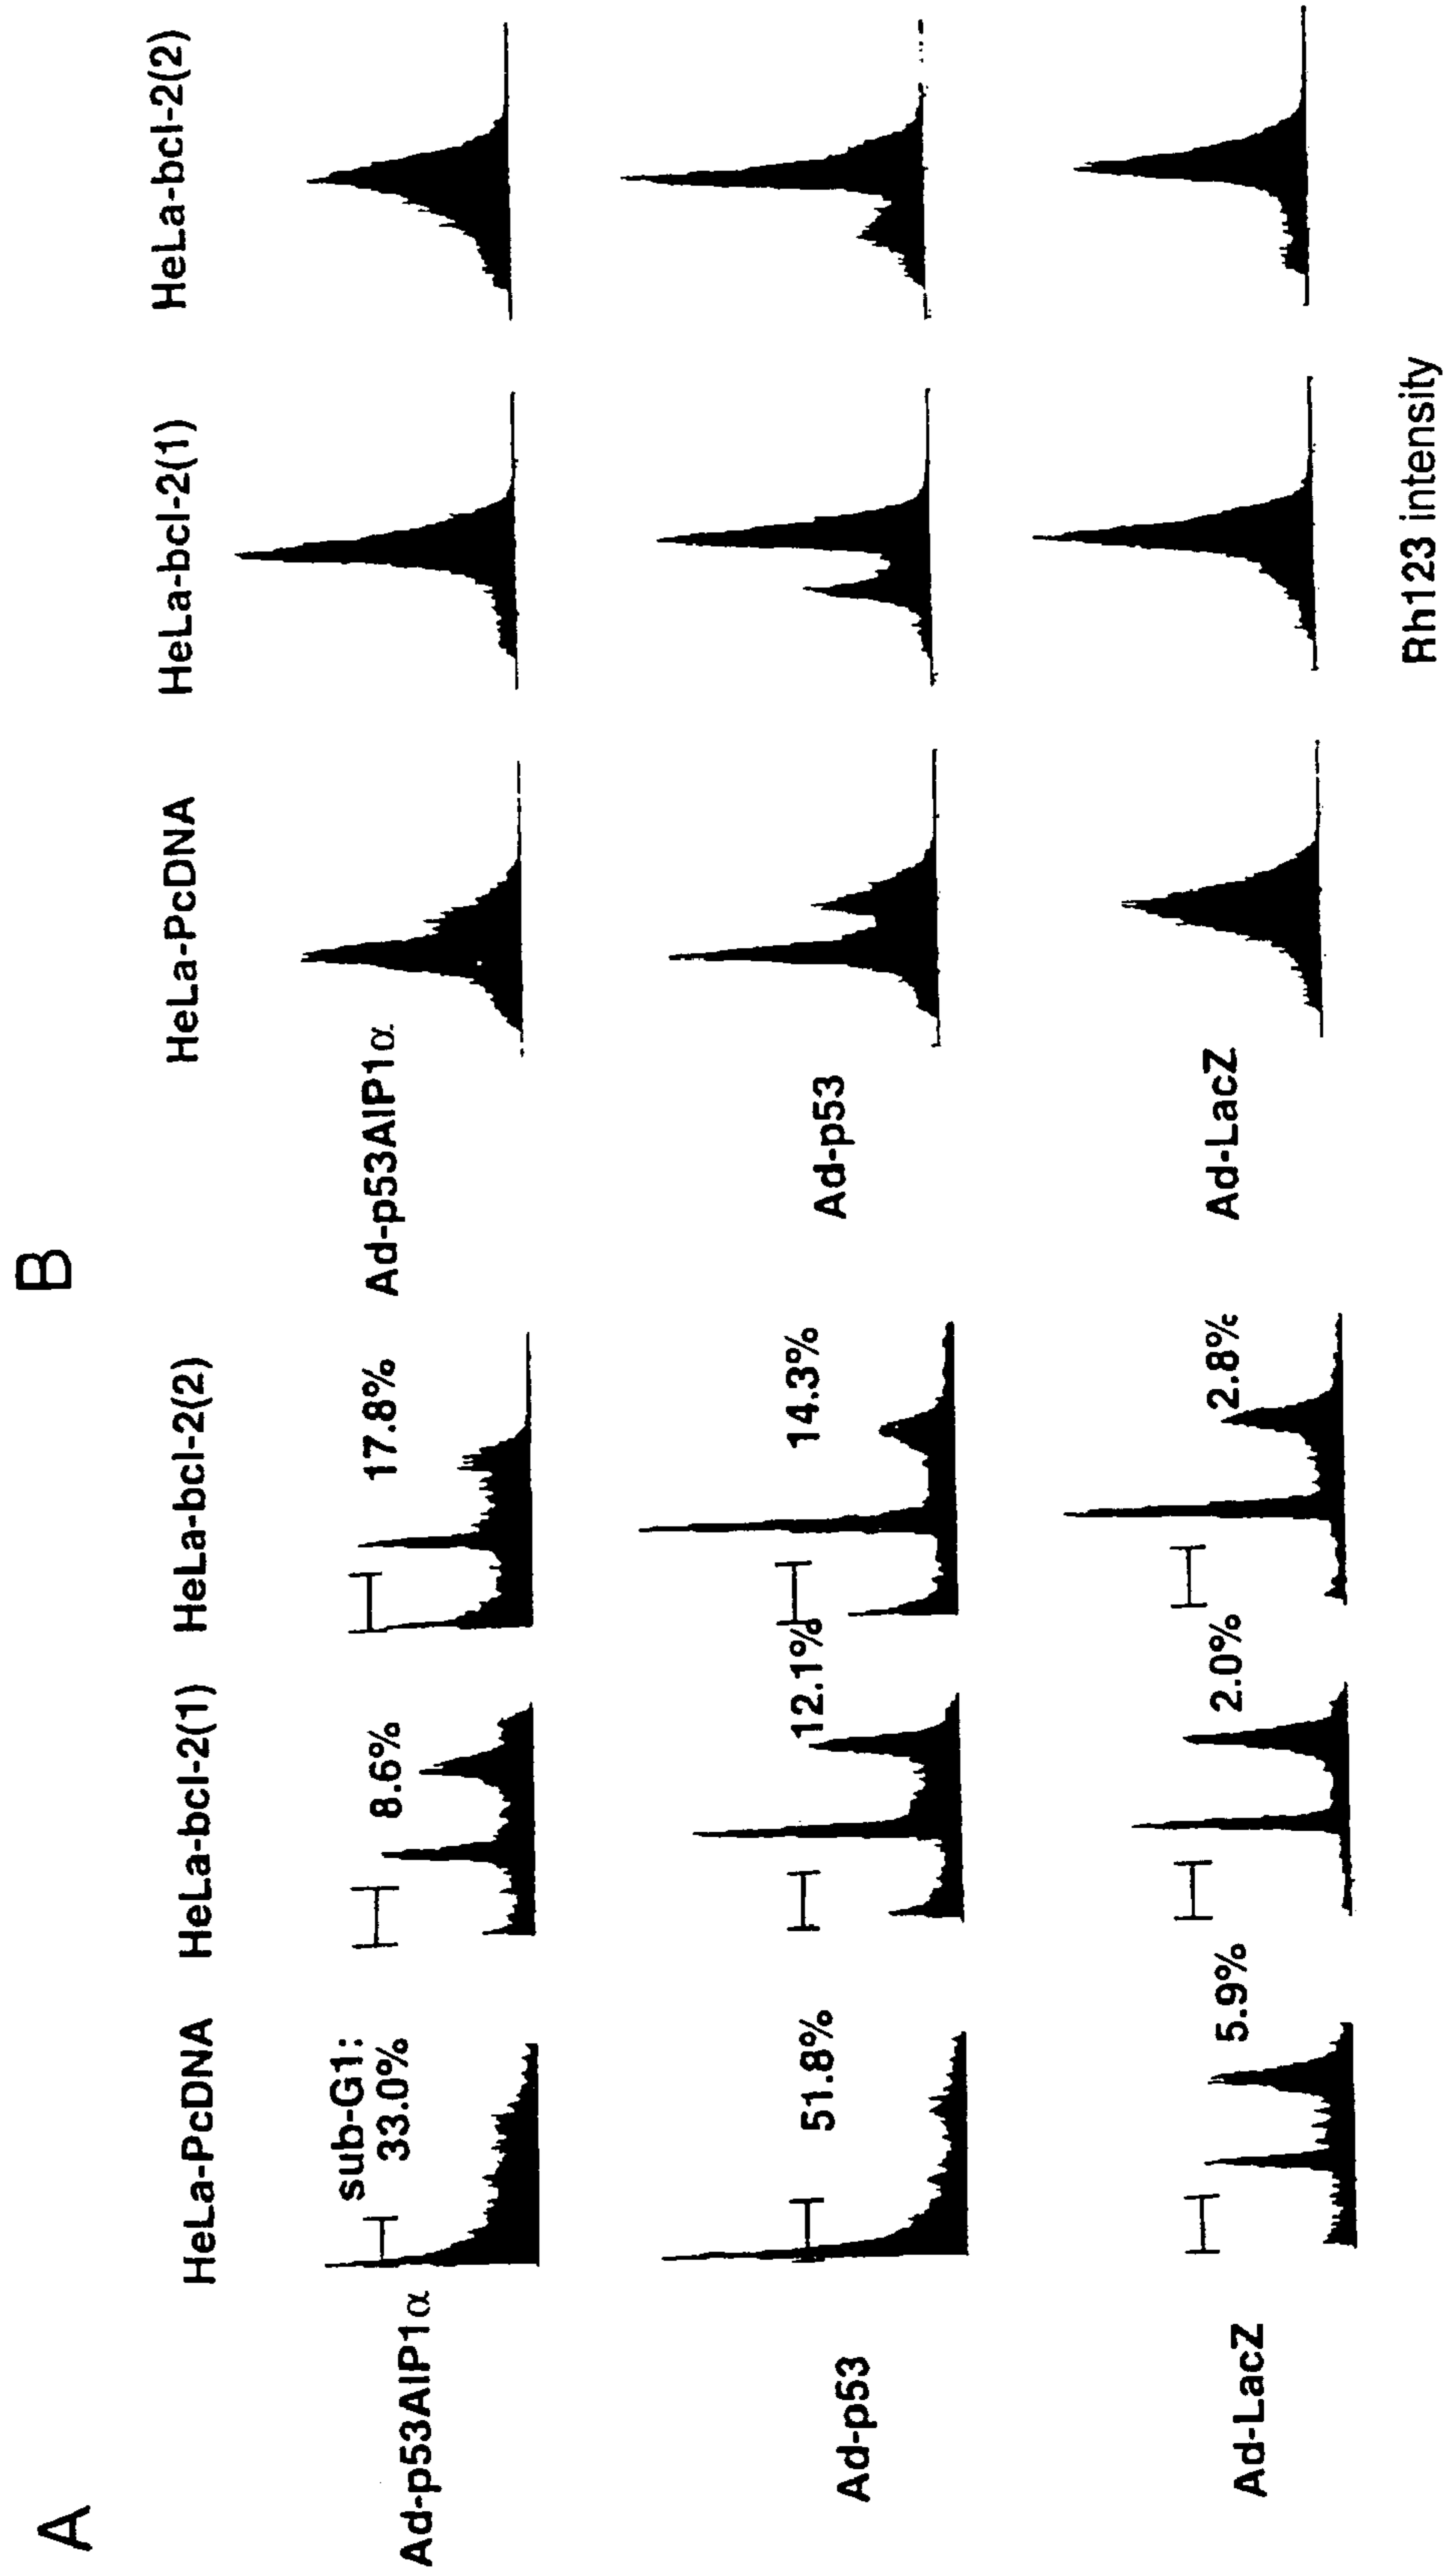 A
HeLa-PcDNA
HeLa-bcl-2(1)
HeLa-bcl-2(2)
Ad-p53AIP1α
sub-G1:
33.0%
8.6%
17.8%
Ad-p53
51.8%
12.1%
14.3%
Ad-LacZ
5.9%
2.0%
2.8%
B
HeLa-PcDNA
HeLa-bcl-2(1)
HeLa-bcl-2(2)
Ad-p53AIP1α
Ad-p53
Ad-LacZ
Rh123 intensity